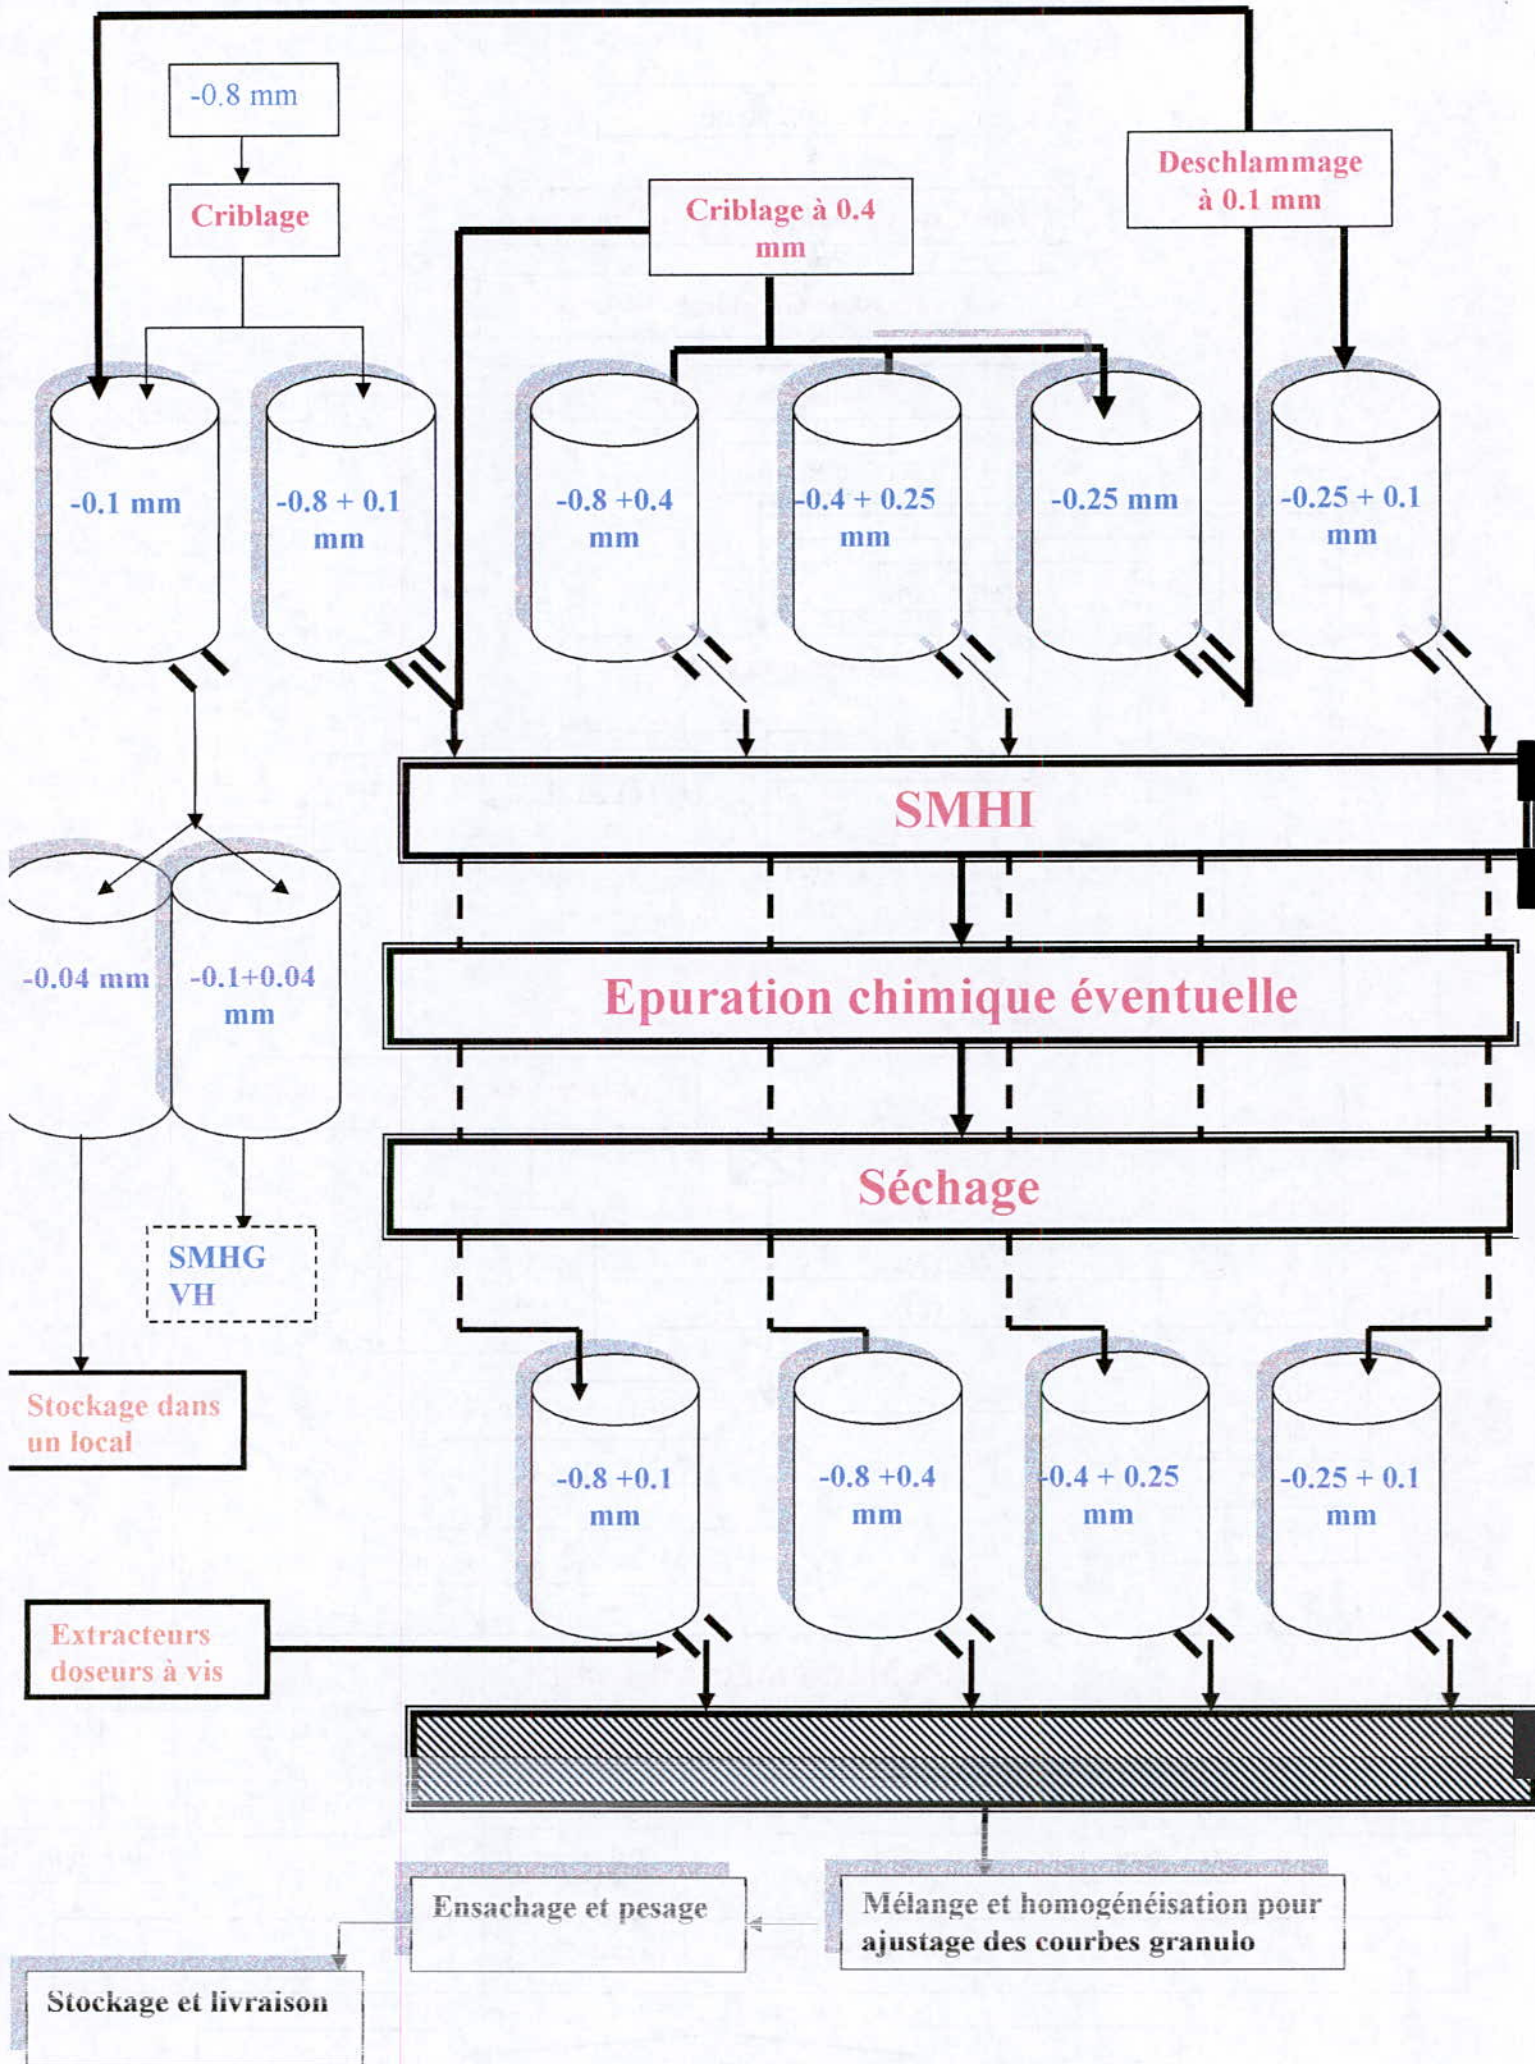 -0.8 mm
Criblage
Criblage à 0.4
mm
Deschlammage
à 0.1 mm
-0.1 mm
-0.8 + 0.1
mm
-0.8 +0.4
mm
-0.4 + 0.25
mm
-0.25 mm
-0.25 + 0.1
mm
SMHI
-0.04 mm
-0.1+0.04
mm
Epuration chimique éventuelle
Séchage
SMHG
VH
Stockage dans
un local
-0.8 +0.1
mm
-0.8 +0.4
mm
-0.4 + 0.25
mm
-0.25 + 0.1
mm
Extracteurs
doseurs à vis
Ensachage et pesage
Mélange et homogénéisation pour
ajustage des courbes granulo
Stockage et livraison